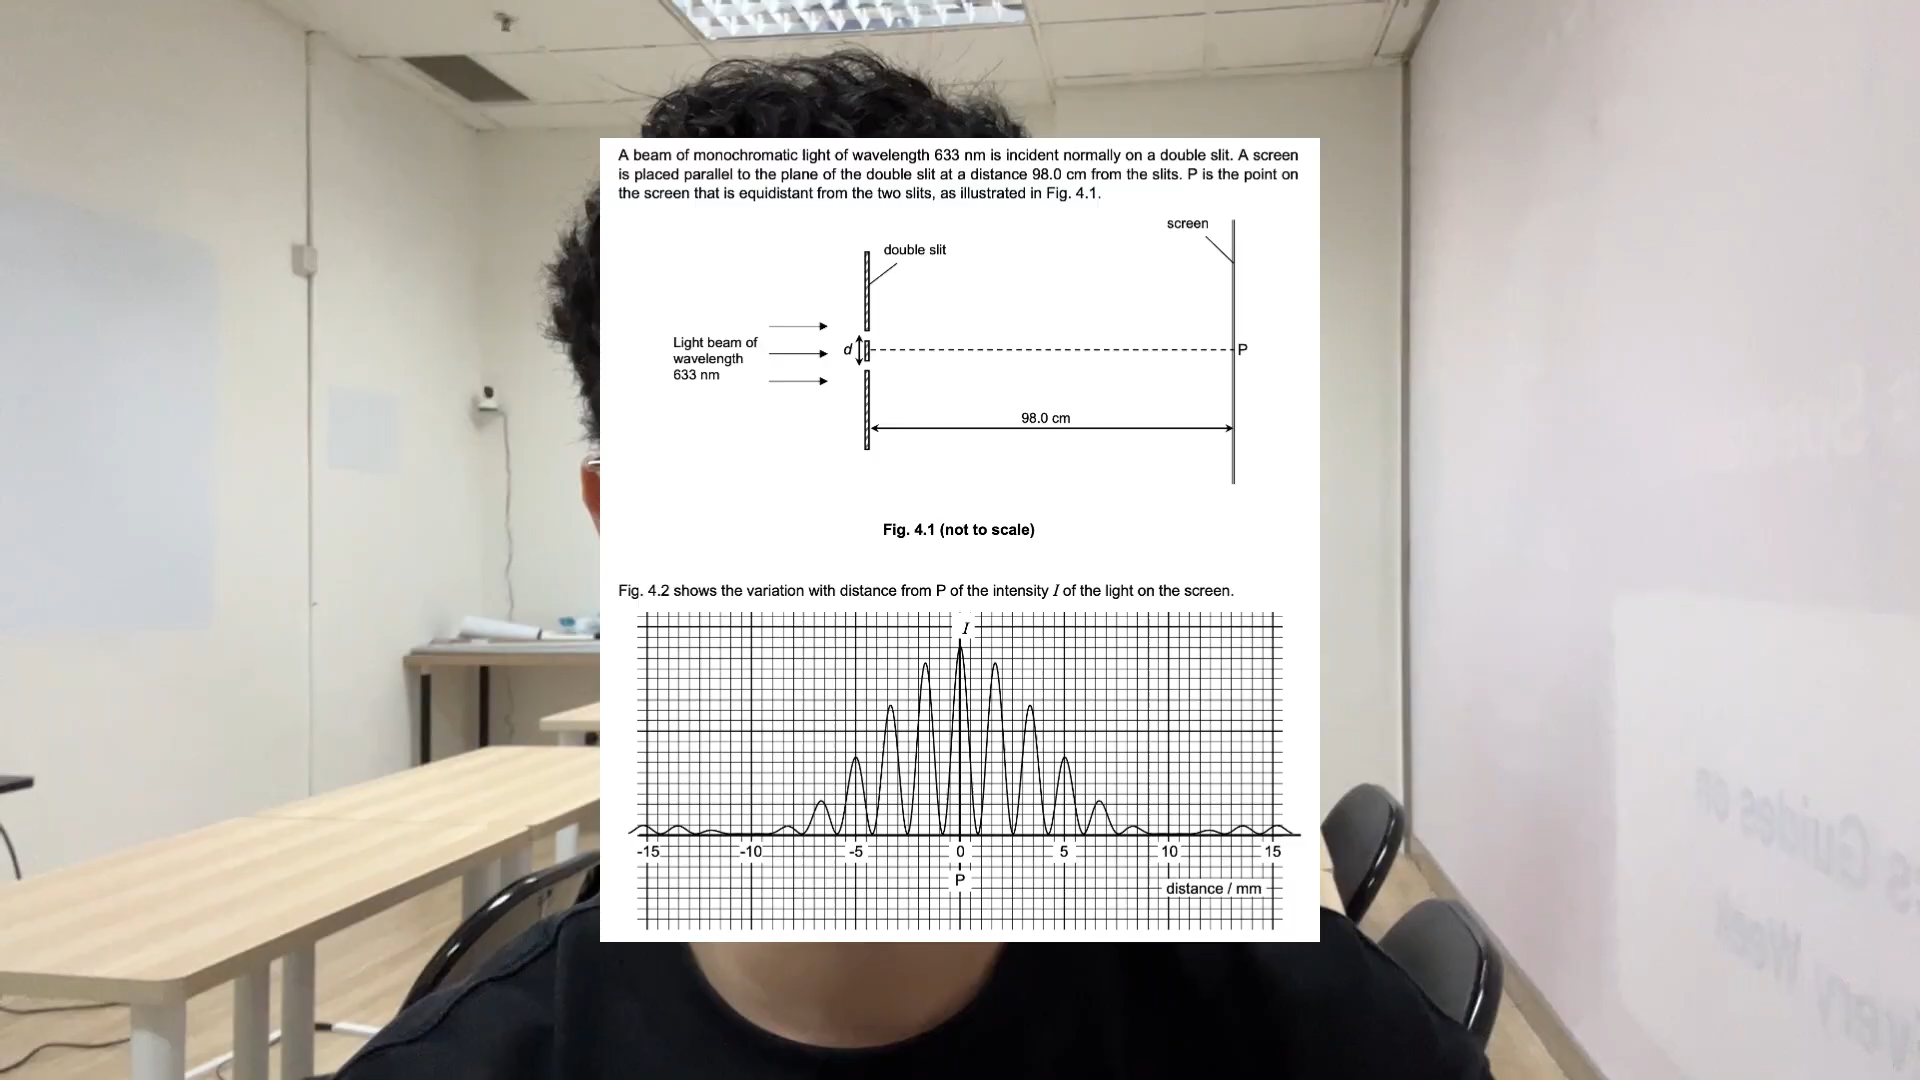 A beam of monochromatic light of wavelength 633 nm is incident normally on a double slit. A screen
is placed parallel to the plane of the double slit at a distance 98.0 cm from the slits. P is the point on
the screen that is equidistant from the two slits, as illustrated in Fig. 4.1.
screen
double slit
Light beam of
wavelength
633 nm
d
P
98.0 cm
Fig. 4.1 (not to scale)
Fig. 4.2 shows the variation with distance from P of the intensity I of the light on the screen.
I
-15 -10 -5 0 5 10 15
P
distance / mm
Guides on
Week